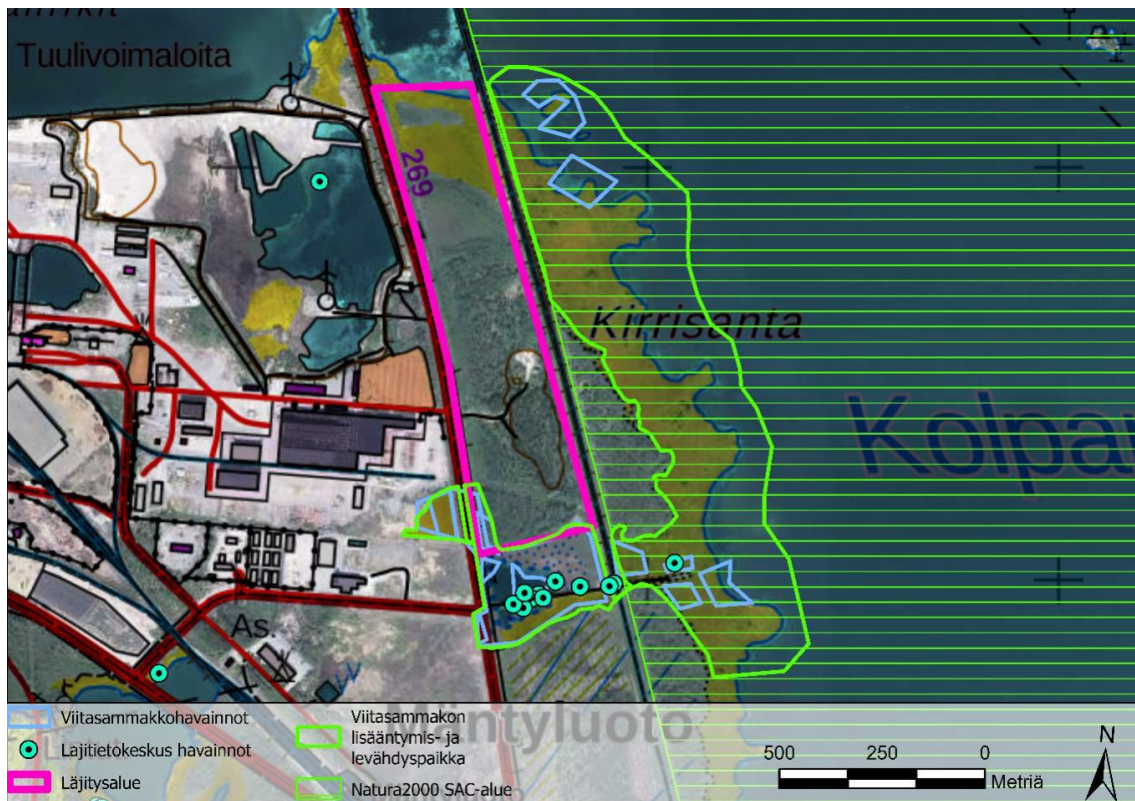 Tuulivoimaloita
269
Kirrisanta
Kolpa
As.
Mäntyluoto
Viitasammakkohavainnot
Lajitietokeskus havainnot
Läjitysalue
Viitasammakon
lisääntymis- ja
levähdyspaikka
Natura2000 SAC-alue
500 250 0
Metriä
N